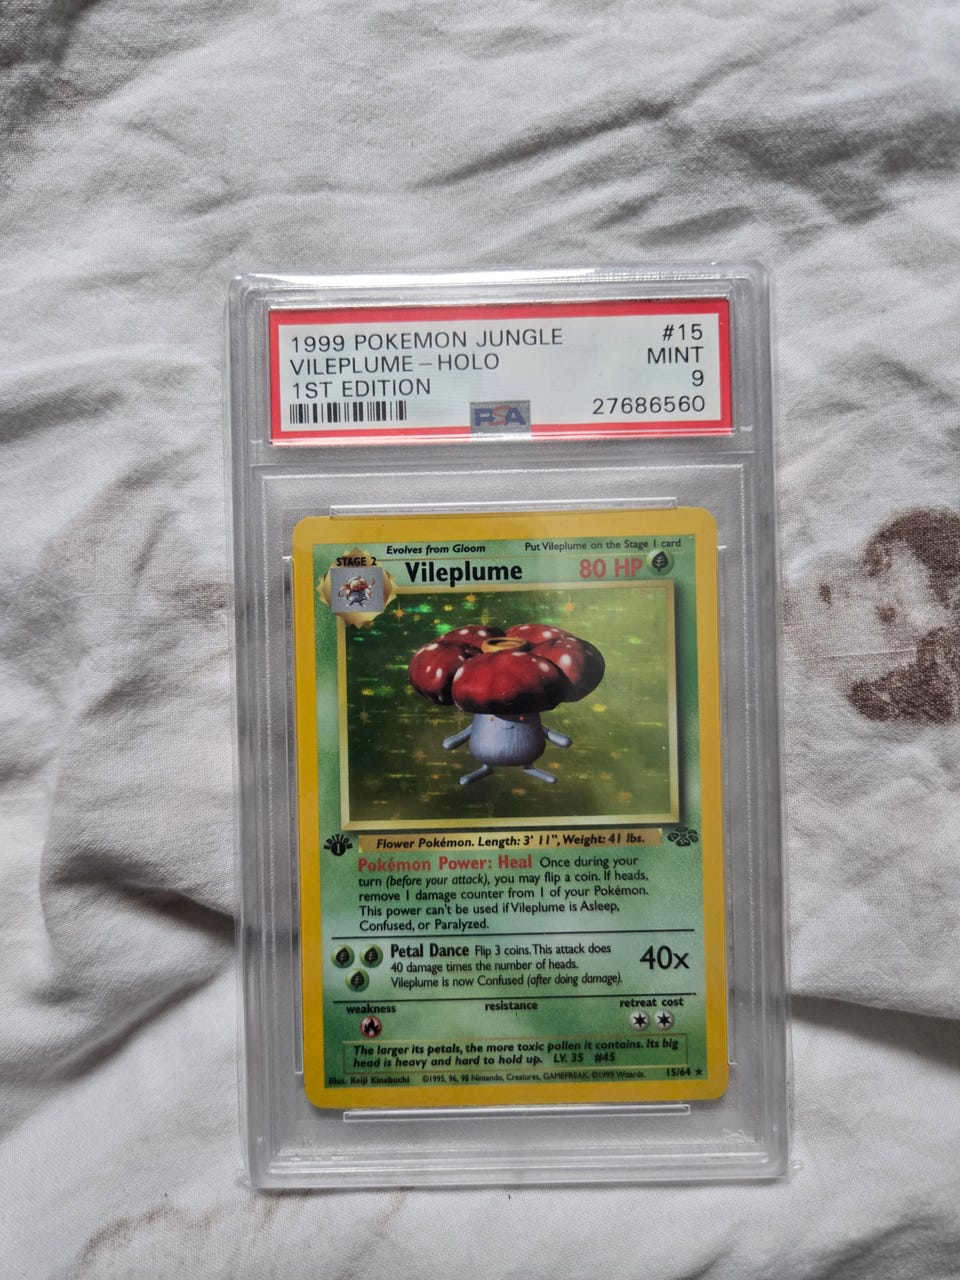 1999 POKEMON JUNGLE #15
VILEPLUME - HOLO MINT
1ST EDITION 9
PSA 27686560
Evolves from Gloom Put Vileplume on the Stage 1 card
STAGE 2 Vileplume 80 HP
EDITION 1
Flower Pokémon. Length: 3' 11", Weight: 41 lbs.
Pokémon Power: Heal Once during your
turn (before your attack), you may flip a coin. If heads,
remove 1 damage counter from 1 of your Pokémon.
This power can't be used if Vileplume is Asleep,
Confused, or Paralyzed.
Petal Dance Flip 3 coins. This attack does
40 damage times the number of heads.
Vileplume is now Confused (after doing damage).
40x
weakness resistance retreat cost
The larger its petals, the more toxic pollen it contains. Its big
head is heavy and hard to hold up. LV. 35 #45
Illus. Keiji Kinebuchi ©1995, 96, 98 Nintendo, Creatures, GAMEFREAK. ©1999 Wizards. 15/64 ★